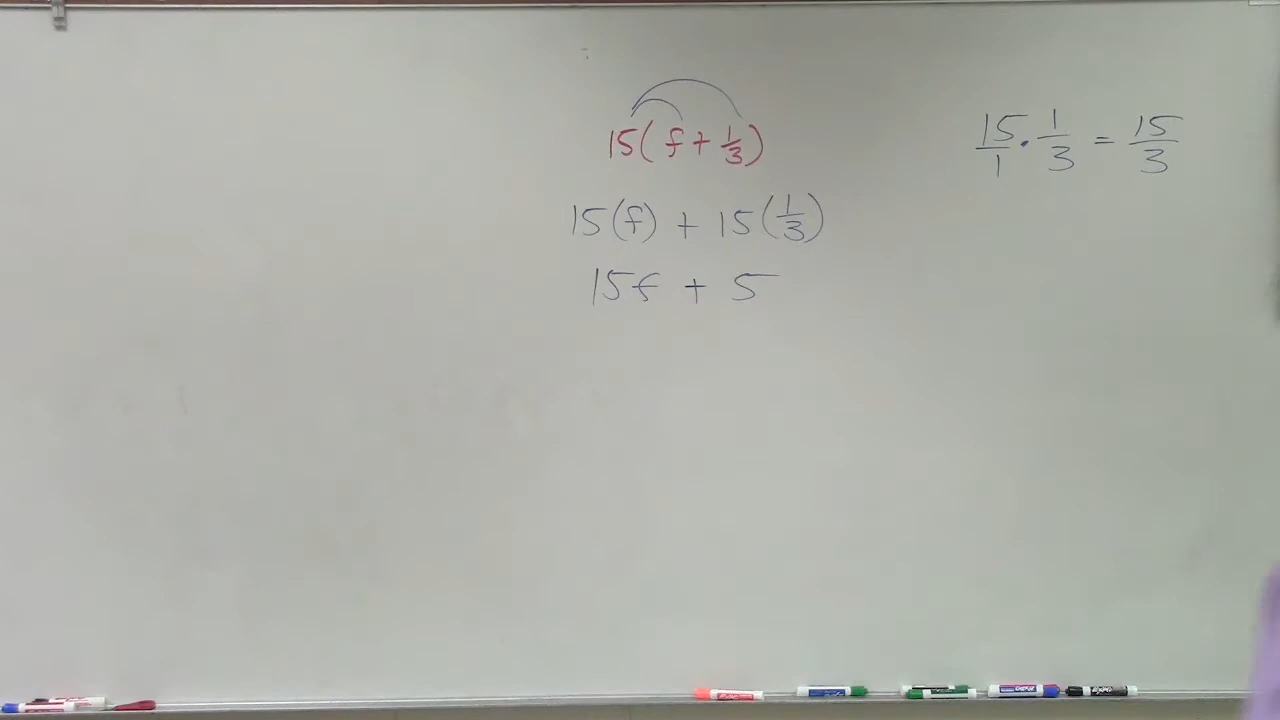 15(f + 1/3)
15(f) + 15(1/3)
15f + 5
15/1 · 1/3 = 15/3